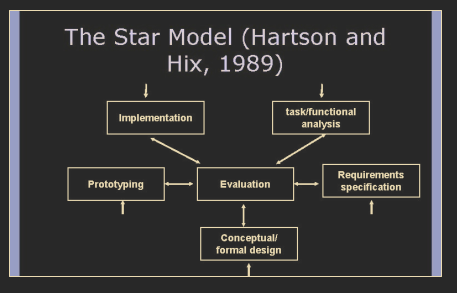 The Star Model (Hartson and
Hix, 1989)
Implementation
task/functional
analysis
Prototyping
Evaluation
Requirements
specification
Conceptual/
formal design